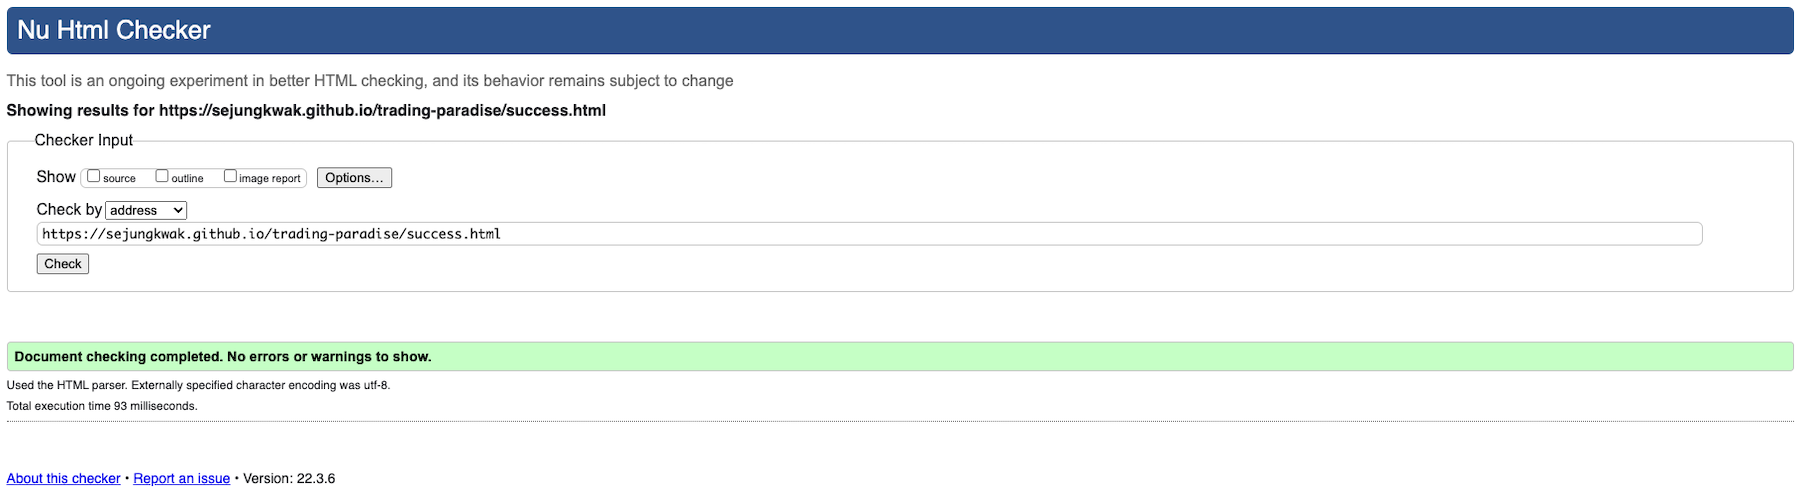 Nu Html Checker
This tool is an ongoing experiment in better HTML checking, and its behavior remains subject to change
Showing results for https://sejungkwak.github.io/trading-paradise/success.html
Checker Input
Show source outline image report Options...
Check by address
https://sejungkwak.github.io/trading-paradise/success.html
Check
Document checking completed. No errors or warnings to show.
Used the HTML parser. Externally specified character encoding was utf-8.
Total execution time 93 milliseconds.
About this checker • Report an issue • Version: 22.3.6